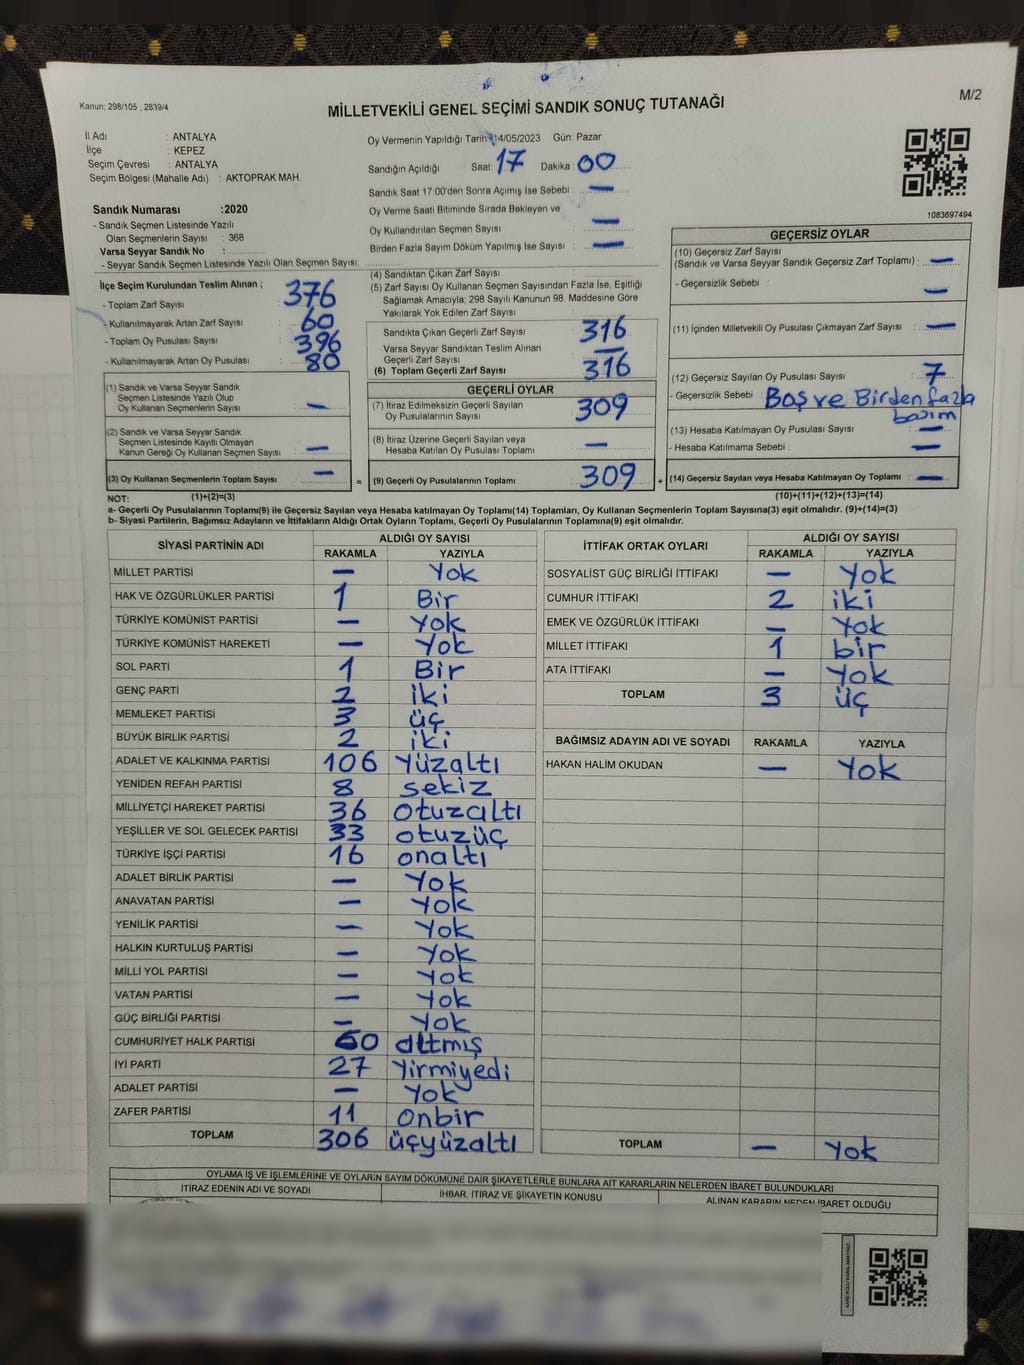 Kanun; 298/105 , 2839/4
MİLLETVEKİLİ GENEL SEÇİMİ SANDIK SONUÇ TUTANAĞI
M/2
İl Adı : ANTALYA
İlçe : KEPEZ
Seçim Çevresi : ANTALYA
Seçim Bölgesi (Mahalle Adı) : AKTOPRAK MAH.
Oy Vermenin Yapıldığı Tarih 14/05/2023 Gün: Pazar
Sandığın Açıldığı Saat: 17 Dakika: 00
Sandık Saat 17:00'den Sonra Açımış İse Sebebi : —
Oy Verme Saati Bitiminde Sırada Bekleyen ve
Oy Kullandırılan Seçmen Sayısı : —
Birden Fazla Sayım Döküm Yapılmış İse Sayısı : —
1083697494
Sandık Numarası :2020
- Sandık Seçmen Listesinde Yazılı
Olan Seçmenlerin Sayısı : 368
Varsa Seyyar Sandık No :
- Seyyar Sandık Seçmen Listesinde Yazılı Olan Seçmen Sayısı:
İlçe Seçim Kurulundan Teslim Alınan ;
- Toplam Zarf Sayısı : 376
- Kullanılmayarak Artan Zarf Sayısı : 60
- Toplam Oy Pusulası Sayısı : 396
- Kullanılmayarak Artan Oy Pusulası : 80
(1) Sandık ve Varsa Seyyar Sandık
Seçmen Listesinde Yazılı Olup
Oy Kullanan Seçmenlerin Sayısı : —
(2) Sandık ve Varsa Seyyar Sandık
Seçmen Listesinde Kayıtlı Olmayan
Kanun Gereği Oy Kullanan Seçmen Sayısı : —
(3) Oy Kullanan Seçmenlerin Toplam Sayısı : —
(4) Sandıktan Çıkan Zarf Sayısı :
(5) Zarf Sayısı Oy Kullanan Seçmen Sayısından Fazla İse, Eşitliği
Sağlamak Amacıyla; 298 Sayılı Kanunun 98. Maddesine Göre
Yakılarak Yok Edilen Zarf Sayısı :
Sandıkta Çıkan Geçerli Zarf Sayısı : 316
Varsa Seyyar Sandıktan Teslim Alınan
Geçerli Zarf Sayısı : —
(6) Toplam Geçerli Zarf Sayısı : 316
GEÇERLİ OYLAR
(7) İtiraz Edilmeksizin Geçerli Sayılan
Oy Pusulalarının Sayısı : 309
(8) İtiraz Üzerine Geçerli Sayılan veya
Hesaba Katılan Oy Pusulası Toplamı : —
= (9) Geçerli Oy Pusulalarının Toplamı : 309 +
GEÇERSİZ OYLAR
(10) Geçersiz Zarf Sayısı
(Sandık ve Varsa Seyyar Sandık Geçersiz Zarf Toplamı) : —
- Geçersizlik Sebebi : —
(11) İçinden Milletvekili Oy Pusulası Çıkmayan Zarf Sayısı : —
(12) Geçersiz Sayılan Oy Pusulası Sayısı : 7
- Geçersizlik Sebebi : Boş ve Birden fazla
basım
(13) Hesaba Katılmayan Oy Pusulası Sayısı : —
- Hesaba Katılmama Sebebi : —
(14) Geçersiz Sayılan veya Hesaba Katılmayan Oy Toplamı : —
NOT: (1)+(2)=(3) (10)+(11)+(12)+(13)=(14)
a- Geçerli Oy Pusulalarının Toplamı(9) ile Geçersiz Sayılan veya Hesaba katılmayan Oy Toplamı(14) Toplamları, Oy Kullanan Seçmenlerin Toplam Sayısına(3) eşit olmalıdır. (9)+(14)=(3)
b- Siyasi Partilerin, Bağımsız Adayların ve İttifakların Aldığı Ortak Oyların Toplamı, Geçerli Oy Pusulalarının Toplamına(9) eşit olmalıdır.
SİYASİ PARTİNİN ADI ALDIĞI OY SAYISI
RAKAMLA YAZIYLA
MİLLET PARTİSİ — Yok
HAK VE ÖZGÜRLÜKLER PARTİSİ 1 Bir
TÜRKİYE KOMÜNİST PARTİSİ — Yok
TÜRKİYE KOMÜNİST HAREKETİ — Yok
SOL PARTİ 1 Bir
GENÇ PARTİ 2 iki
MEMLEKET PARTİSİ 3 üç
BÜYÜK BİRLİK PARTİSİ 2 iki
ADALET VE KALKINMA PARTİSİ 106 Yüzaltı
YENİDEN REFAH PARTİSİ 8 sekiz
MİLLİYETÇİ HAREKET PARTİSİ 36 otuzaltı
YEŞİLLER VE SOL GELECEK PARTİSİ 33 otuzüç
TÜRKİYE İŞÇİ PARTİSİ 16 onaltı
ADALET BİRLİK PARTİSİ — Yok
ANAVATAN PARTİSİ — Yok
YENİLİK PARTİSİ — Yok
HALKIN KURTULUŞ PARTİSİ — Yok
MİLLİ YOL PARTİSİ — Yok
VATAN PARTİSİ — Yok
GÜÇ BİRLİĞİ PARTİSİ — Yok
CUMHURİYET HALK PARTİSİ 60 altmış
İYİ PARTİ 27 Yirmiyedi
ADALET PARTİSİ — Yok
ZAFER PARTİSİ 11 onbir
TOPLAM 306 üçyüzaltı
İTTİFAK ORTAK OYLARI ALDIĞI OY SAYISI
RAKAMLA YAZIYLA
SOSYALİST GÜÇ BİRLİĞİ İTTİFAKI — Yok
CUMHUR İTTİFAKI 2 iki
EMEK VE ÖZGÜRLÜK İTTİFAKI — Yok
MİLLET İTTİFAKI 1 bir
ATA İTTİFAKI — Yok
TOPLAM 3 üç
BAĞIMSIZ ADAYIN ADI VE SOYADI RAKAMLA YAZIYLA
HAKAN HALİM OKUDAN — Yok
TOPLAM — Yok
OYLAMA İŞ VE İŞLEMLERİNE VE OYLARIN SAYIM DÖKÜMÜNE DAİR ŞİKAYETLERLE BUNLARA AİT KARARLARIN NELERDEN İBARET BULUNDUKLARI
İTİRAZ EDENİN ADI VE SOYADI İHBAR, İTİRAZ VE ŞİKAYETİN KONUSU ALINAN KARARIN NEDEN İBARET OLDUĞU